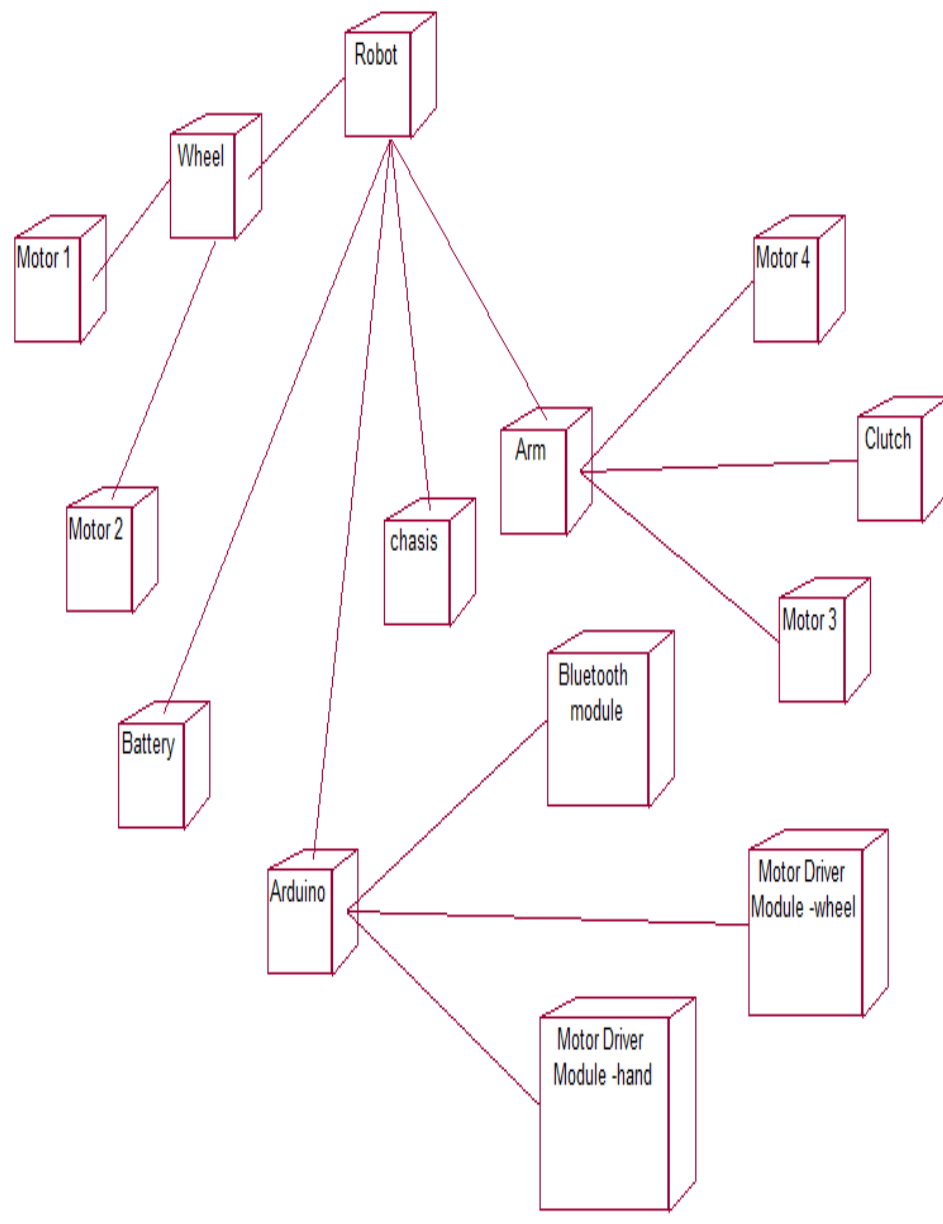 Robot
Wheel
Motor 1
Motor 4
Arm
Clutch
Motor 2
chasis
Motor 3
Bluetooth
module
Battery
Arduino
Motor Driver
Module -wheel
Motor Driver
Module -hand